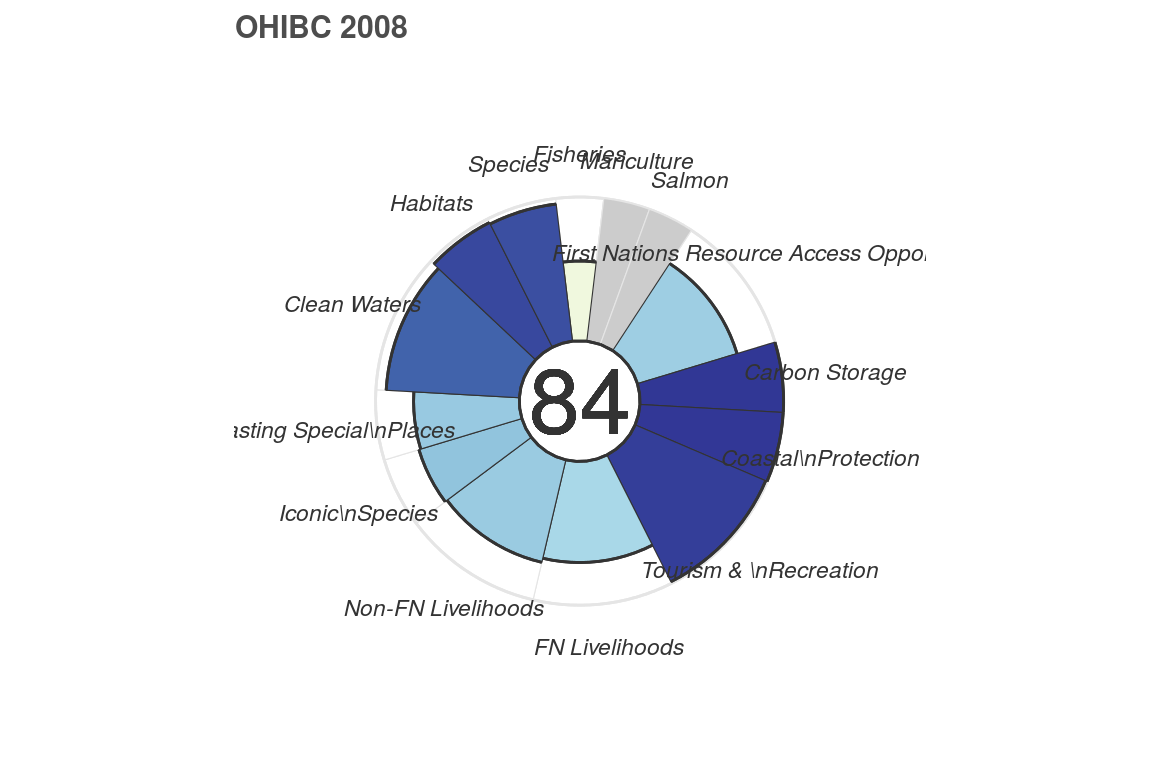 OHIBC 2008
Fisheries
Mariculture
Species
Salmon
Habitats
First Nations Resource Access Oppo
Clean Waters
Carbon Storage
asting Special\nPlaces
84
Coastal\nProtection
Iconic\nSpecies
Tourism & \nRecreation
Non-FN Livelihoods
FN Livelihoods